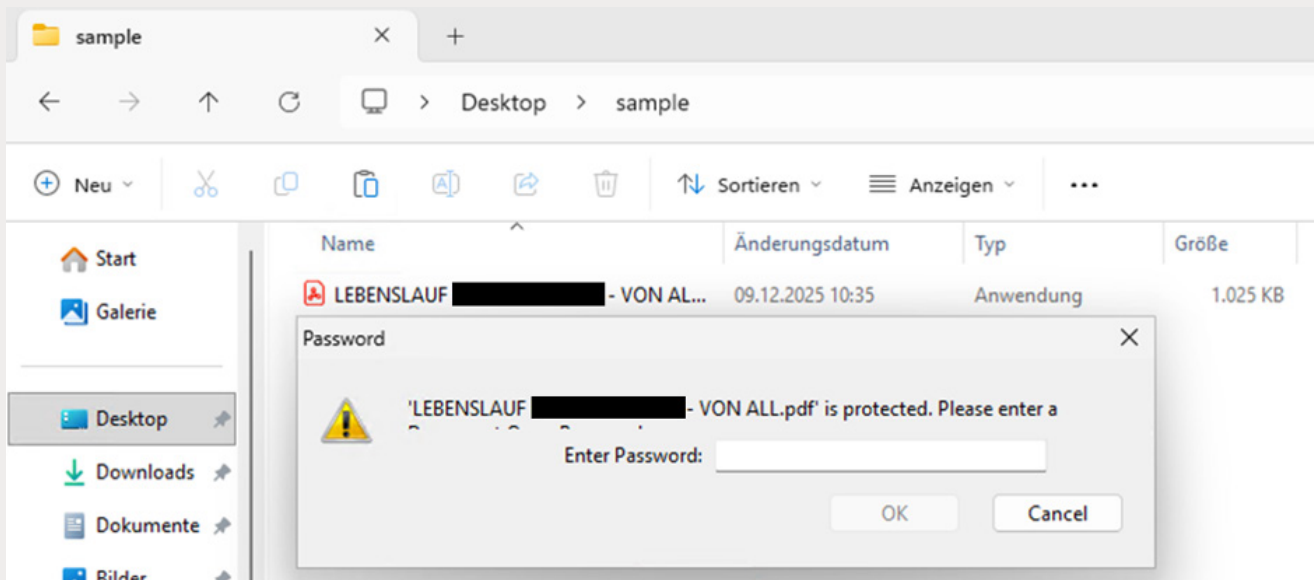 sample
Desktop > sample
Neu Sortieren Anzeigen
Name Änderungsdatum Typ Größe
Start
Galerie
LEBENSLAUF - VON AL... 09.12.2025 10:35 Anwendung 1.025 KB
Password
'LEBENSLAUF - VON ALL.pdf' is protected. Please enter a
Enter Password:
OK Cancel
Desktop
Downloads
Dokumente
Bilder